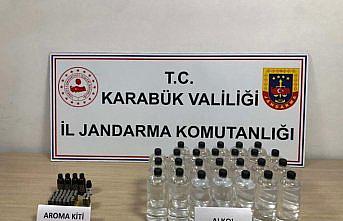 T.C.
KARABÜK VALİLİĞİ
İL JANDARMA KOMUTANLIĞI
AROMA KİTİ
ALKOL